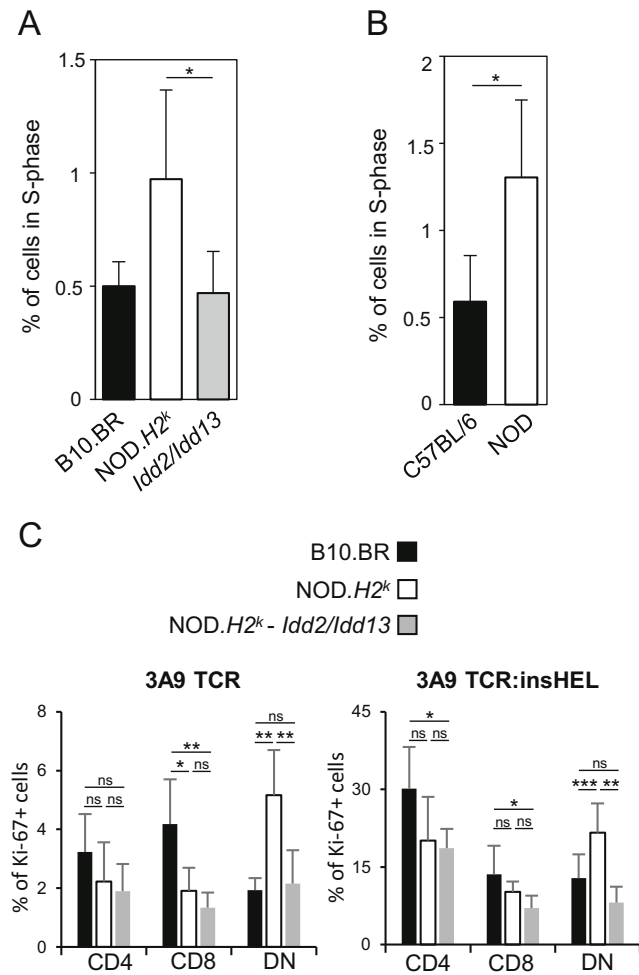 A
% of cells in S-phase
1.5
1
0.5
0
*
B10.BR
NOD.H2ᵏ
Idd2/Idd13
B
% of cells in S-phase
2
1.5
1
0.5
0
*
C57BL/6
NOD
C
B10.BR
NOD.H2ᵏ
NOD.H2ᵏ - Idd2/Idd13
3A9 TCR
% of Ki-67+ cells
8
6
4
2
0
ns
ns ns
**
* ns
ns
** **
CD4 CD8 DN
3A9 TCR:insHEL
% of Ki-67+ cells
45
30
15
0
*
ns ns
*
ns ns
ns
*** **
CD4 CD8 DN